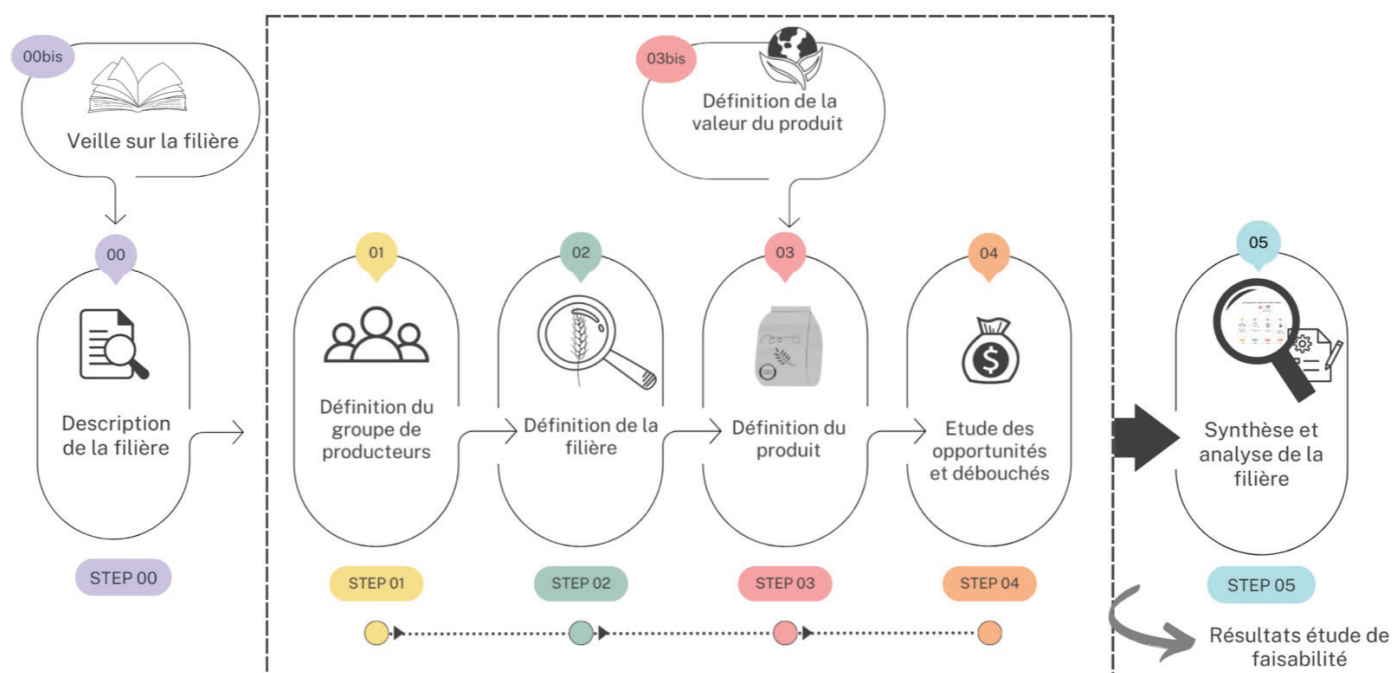 00bis
Veille sur la filière
03bis
Définition de la
valeur du produit
00
Description
de la filière
STEP 00
01
Définition du
groupe de
producteurs
STEP 01
02
Définition de la
filière
STEP 02
03
Définition du
produit
STEP 03
04
Etude des
opportunités
et débouchés
STEP 04
05
Synthèse et
analyse de la
filière
STEP 05
Résultats étude de
faisabilité